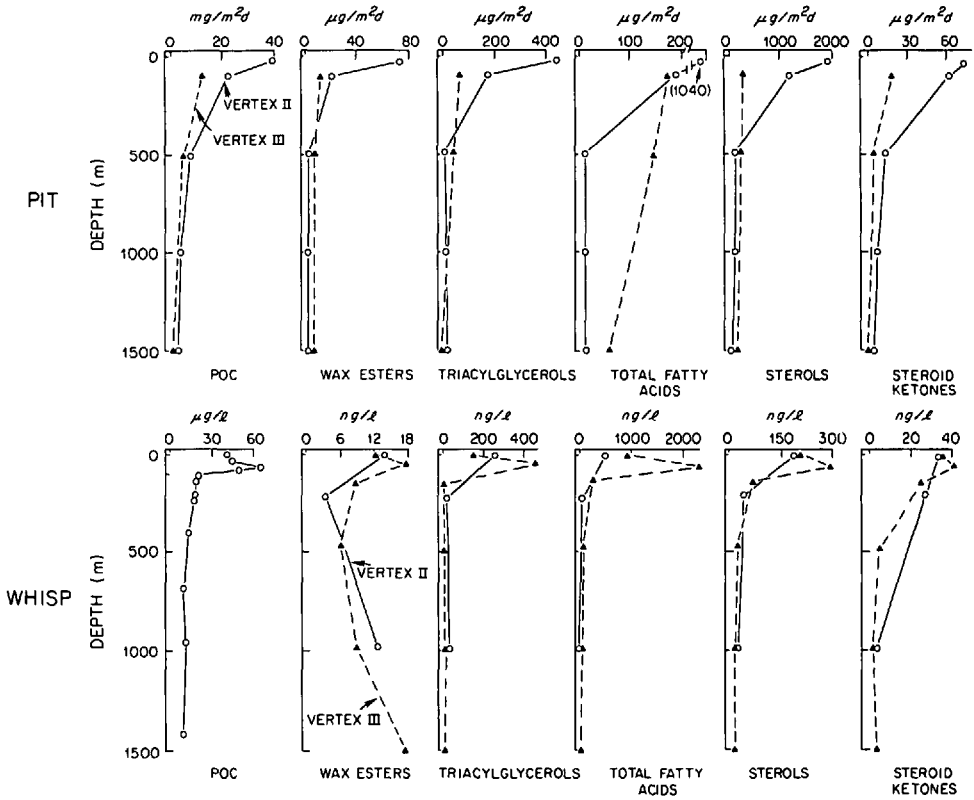 mg/m²d μg/m²d μg/m²d μg/m²d μg/m²d μg/m²d
0 20 40 0 40 80 0 200 400 0 100 200 0 1000 2000 0 30 60
0
500
1000
1500
DEPTH (m)
PIT
VERTEX II
VERTEX III
(1040)
POC WAX ESTERS TRIACYLGLYCEROLS TOTAL FATTY ACIDS STEROLS STEROID KETONES
μg/ℓ ng/ℓ ng/ℓ ng/ℓ ng/ℓ ng/ℓ
0 30 60 0 6 12 18 0 200 400 0 1000 2000 0 150 300 0 20 40
0
500
1000
1500
DEPTH (m)
WHISP
VERTEX II
VERTEX III
POC WAX ESTERS TRIACYLGLYCEROLS TOTAL FATTY ACIDS STEROLS STEROID KETONES